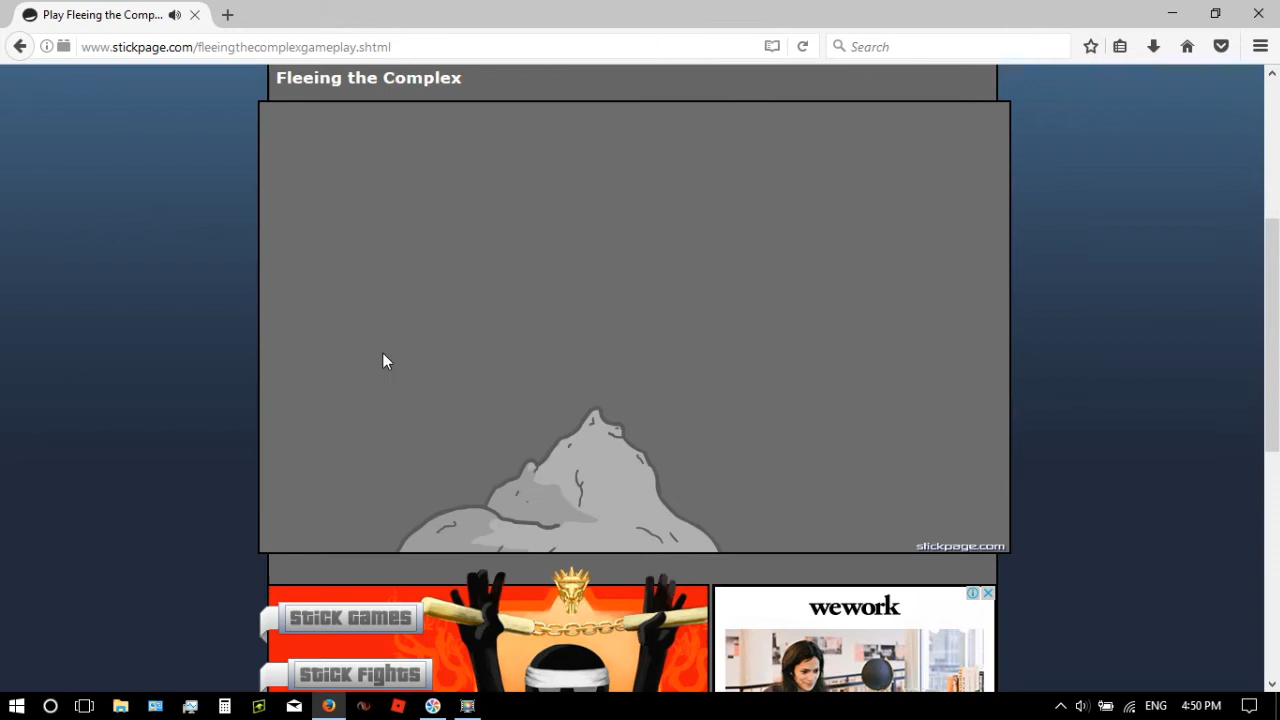 Play Fleeing the Comp...
www.stickpage.com/fleeingthecomplexgameplay.shtml
Search
Fleeing the Complex
stickpage.com
STICK GAMES
wework
STICK FIGHTS
ENG
4:50 PM